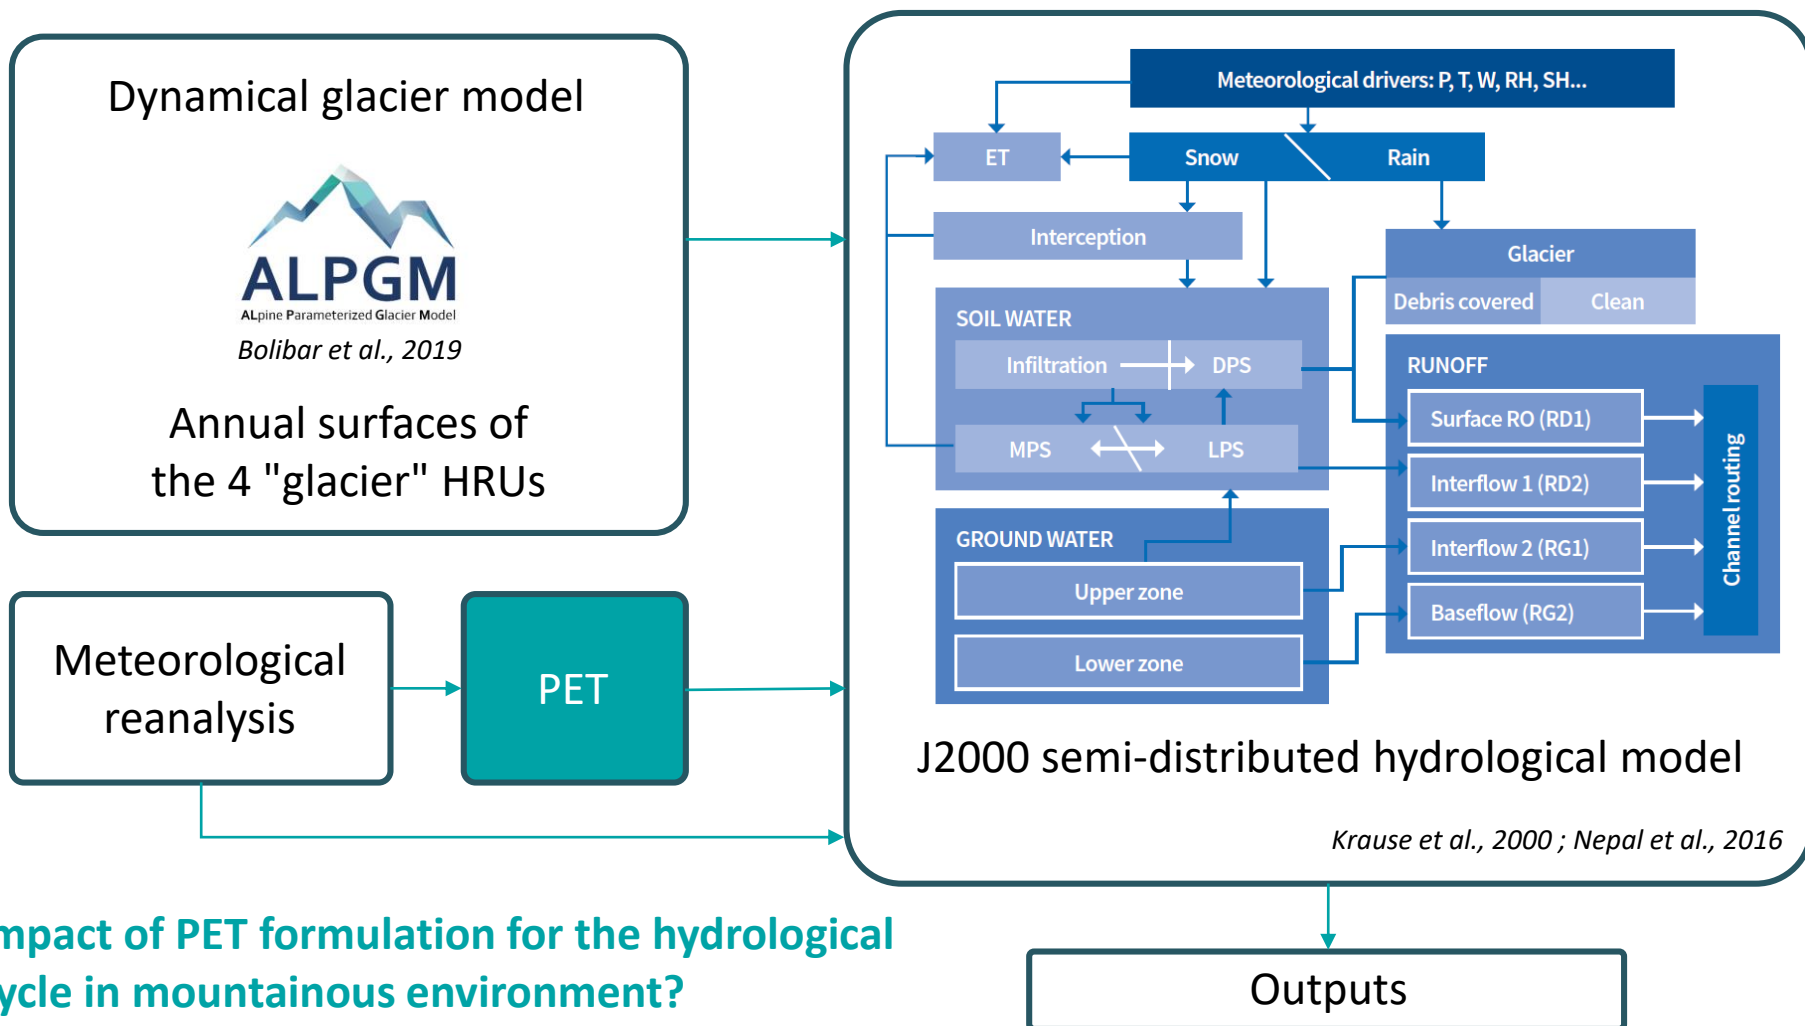 Dynamical glacier model
ALPGM
ALpine Parameterized Glacier Model
Bolibar et al., 2019
Annual surfaces of
the 4 "glacier" HRUs
Meteorological
reanalysis
PET
Meteorological drivers: P, T, W, RH, SH...
ET
Snow
Rain
Interception
Glacier
Debris covered
Clean
SOIL WATER
Infiltration
DPS
MPS
LPS
GROUND WATER
Upper zone
Lower zone
RUNOFF
Surface RO (RD1)
Interflow 1 (RD2)
Interflow 2 (RG1)
Baseflow (RG2)
Channel routing
J2000 semi-distributed hydrological model
Krause et al., 2000 ; Nepal et al., 2016
mpact of PET formulation for the hydrological
ycle in mountainous environment?
Outputs